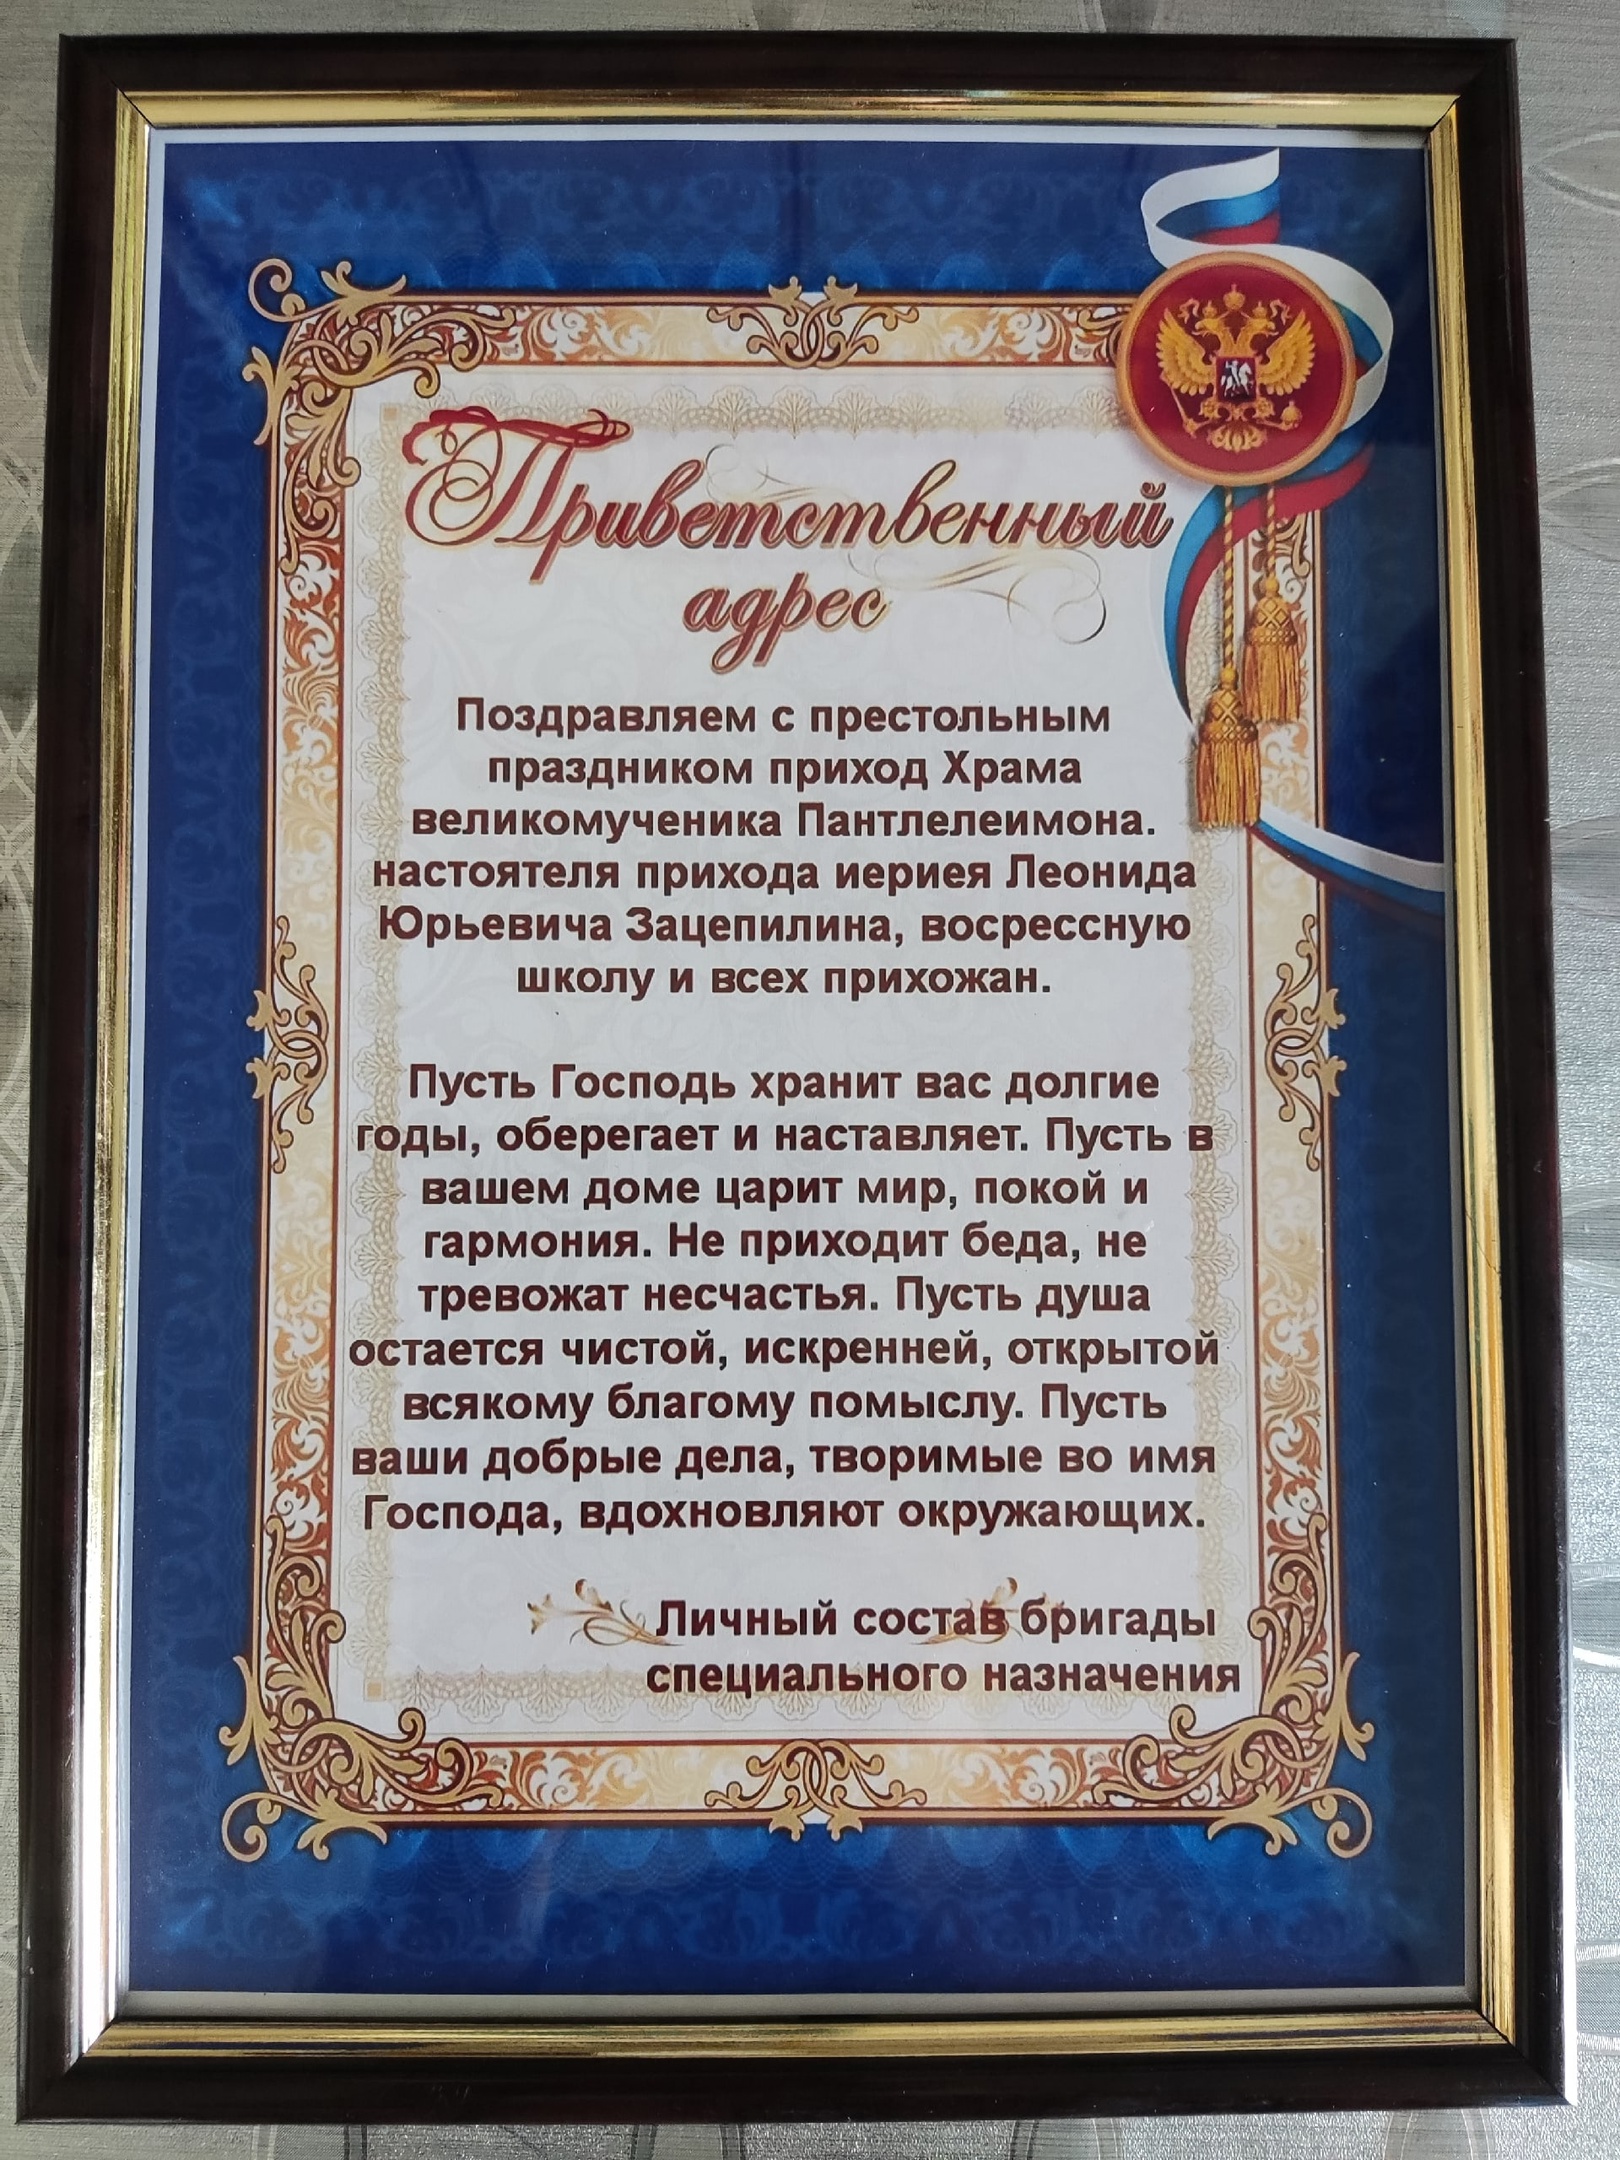 Приветственный
адрес
Поздравляем с престольным
праздником приход Храма
великомученика Пантлелеимона.
настоятеля прихода иериея Леонида
Юрьевича Зацепилина, восрессную
школу и всех прихожан.
Пусть Господь хранит вас долгие
годы, оберегает и наставляет. Пусть в
вашем доме царит мир, покой и
гармония. Не приходит беда, не
тревожат несчастья. Пусть душа
остается чистой, искренней, открытой
всякому благому помыслу. Пусть
ваши добрые дела, творимые во имя
Господа, вдохновляют окружающих.
Личный состав бригады
специального назначения